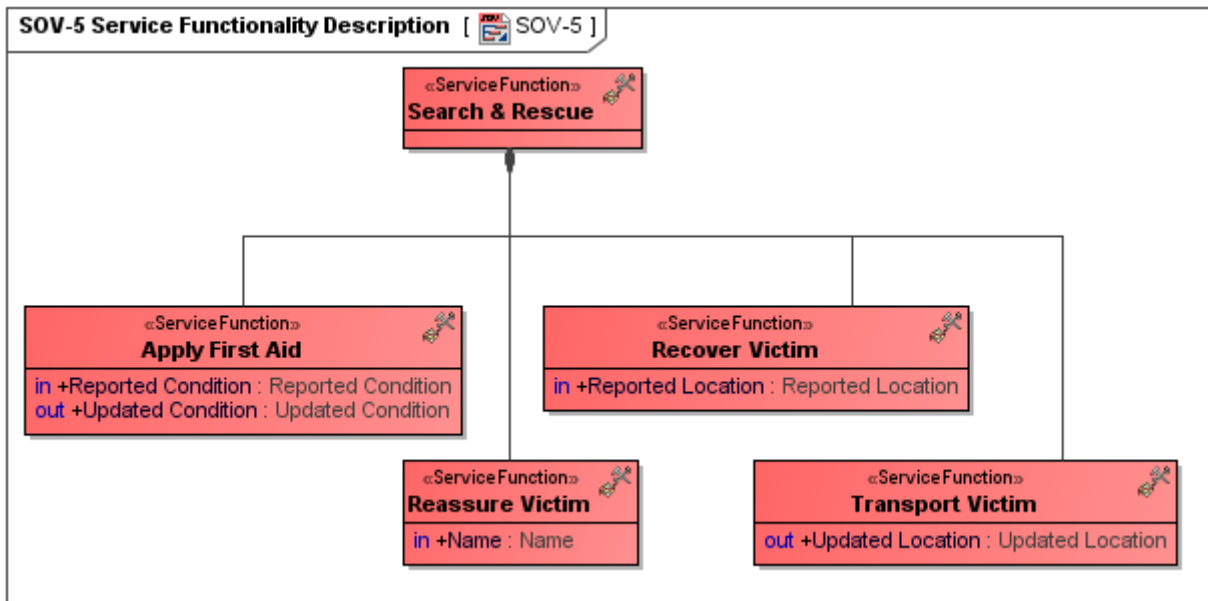 SOV-5 Service Functionality Description [ SOV-5 ]
«ServiceFunction»
Search & Rescue
«ServiceFunction»
Apply First Aid
in +Reported Condition : Reported Condition
out +Updated Condition : Updated Condition
«ServiceFunction»
Recover Victim
in +Reported Location : Reported Location
«ServiceFunction»
Reassure Victim
in +Name : Name
«ServiceFunction»
Transport Victim
out +Updated Location : Updated Location